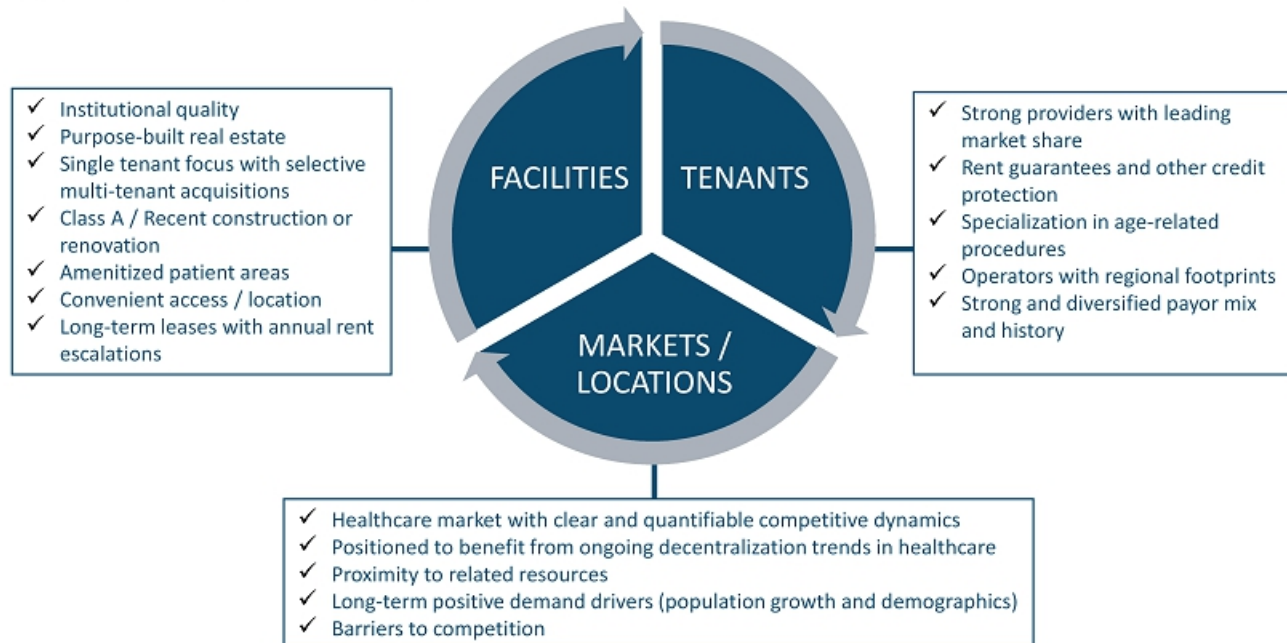 FACILITIES
TENANTS
MARKETS /
LOCATIONS
✓ Institutional quality
✓ Purpose-built real estate
✓ Single tenant focus with selective
multi-tenant acquisitions
✓ Class A / Recent construction or
renovation
✓ Amenitized patient areas
✓ Convenient access / location
✓ Long-term leases with annual rent
escalations
✓ Strong providers with leading
market share
✓ Rent guarantees and other credit
protection
✓ Specialization in age-related
procedures
✓ Operators with regional footprints
✓ Strong and diversified payor mix
and history
✓ Healthcare market with clear and quantifiable competitive dynamics
✓ Positioned to benefit from ongoing decentralization trends in healthcare
✓ Proximity to related resources
✓ Long-term positive demand drivers (population growth and demographics)
✓ Barriers to competition